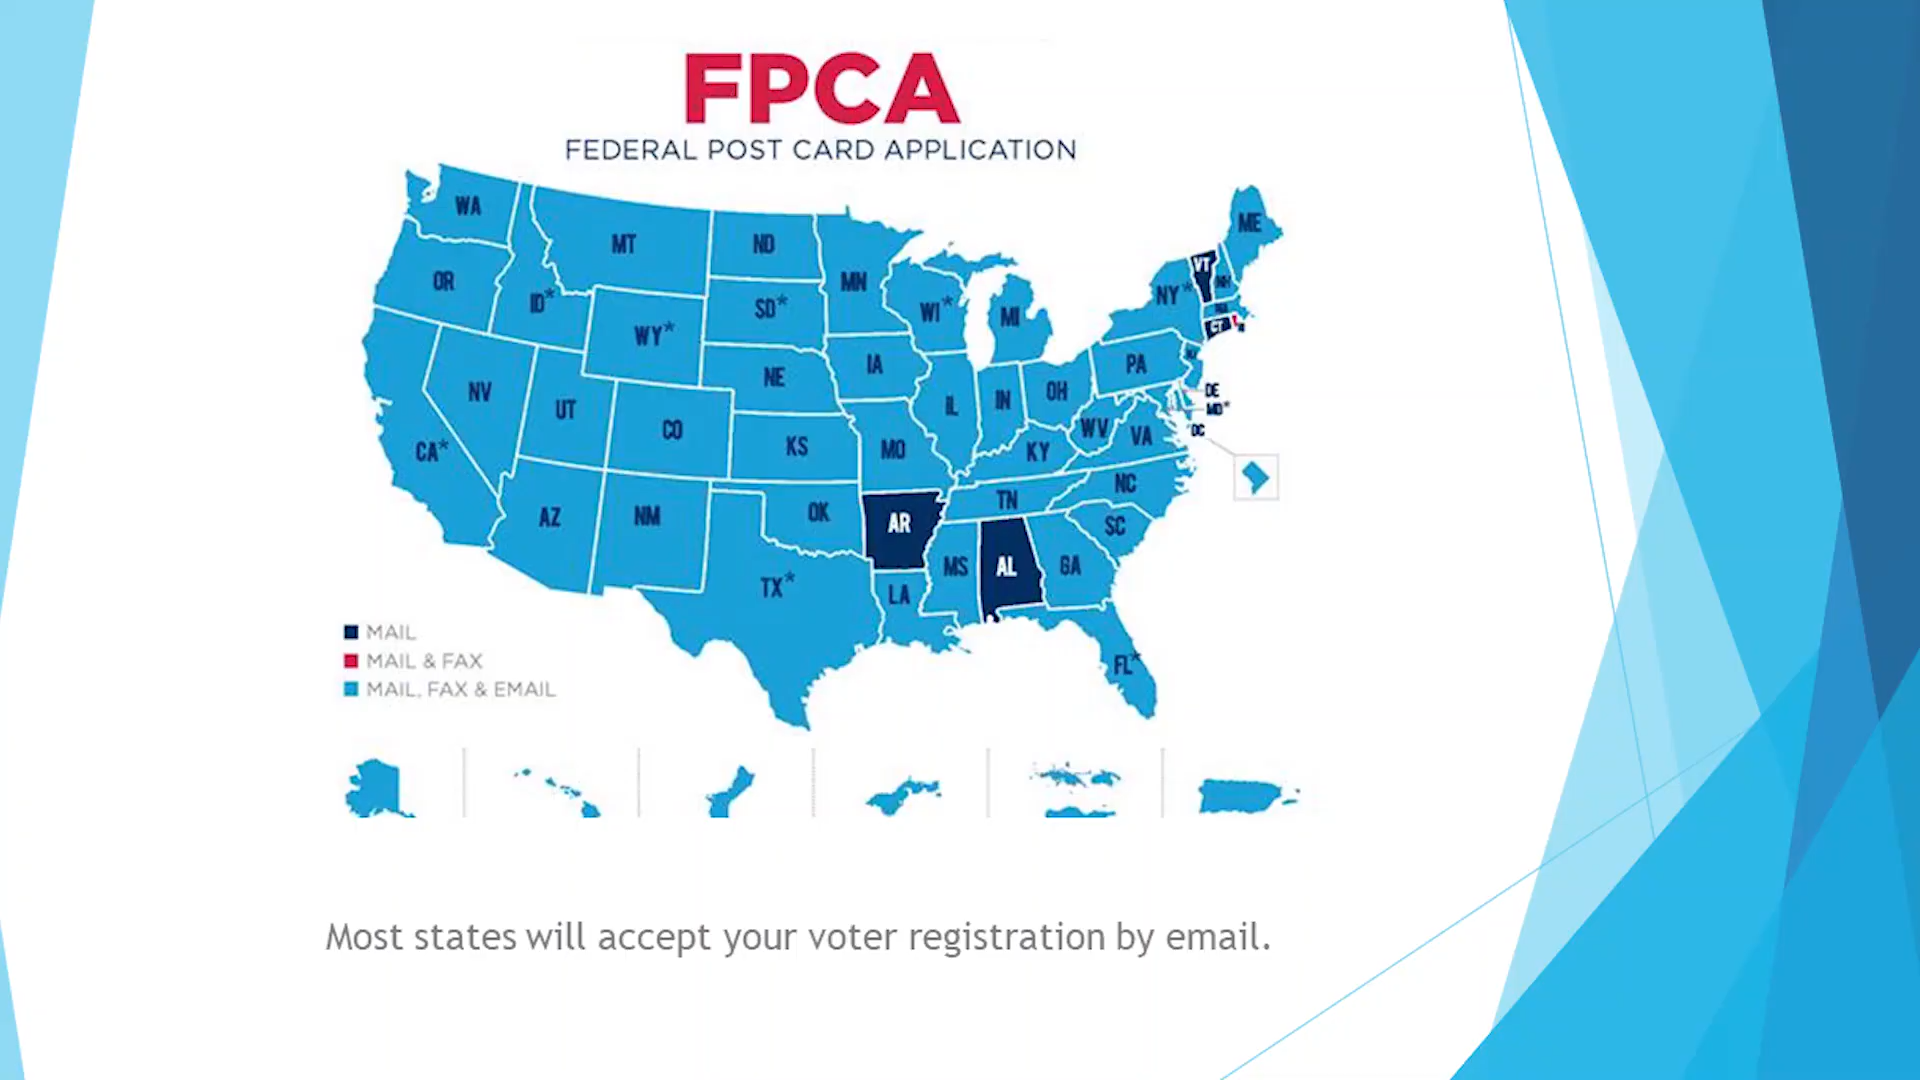 FPCA
FEDERAL POST CARD APPLICATION
WA
MT
ND
MN
ME
OR
ID*
SD*
WI*
MI
NY*
VT
NH
WY*
CT
NV
UT
NE
IA
PA
CO
IL
IN
OH
DE
MD*
DC
CA*
KS
MO
KY
WV
VA
AZ
NM
OK
AR
TN
NC
SC
TX*
LA
MS
AL
GA
FL*
MAIL
MAIL & FAX
MAIL, FAX & EMAIL
Most states will accept your voter registration by email.